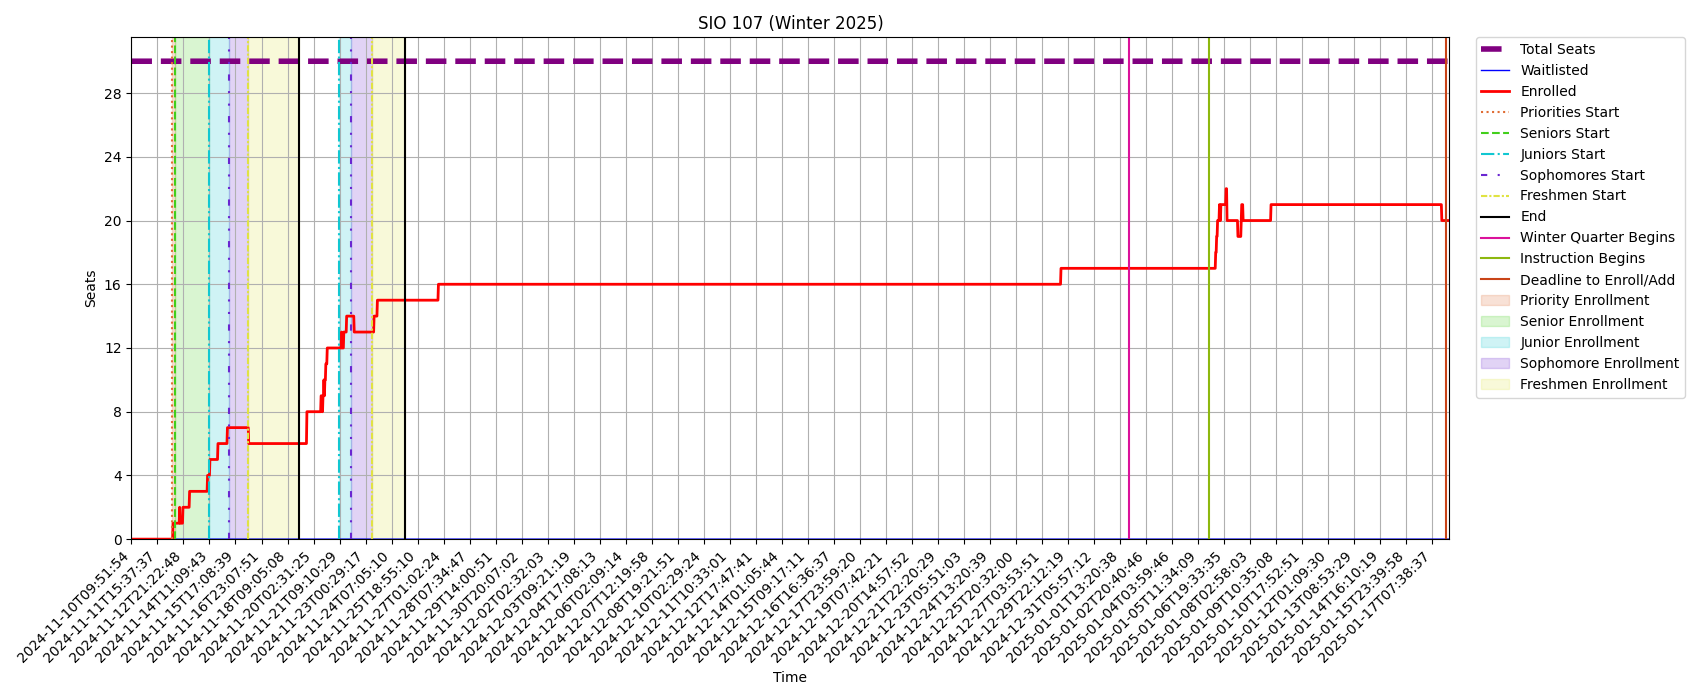 SIO 107 (Winter 2025)
Seats
28
24
20
16
12
8
4
0
2024-11-10T09:51:54
2024-11-11T15:37:37
2024-11-12T21:22:48
2024-11-14T11:09:43
2024-11-15T17:08:39
2024-11-16T23:07:51
2024-11-18T09:05:08
2024-11-20T02:31:25
2024-11-21T09:10:29
2024-11-23T00:29:17
2024-11-24T07:05:10
2024-11-25T18:55:10
2024-11-27T01:02:24
2024-11-28T07:34:47
2024-11-29T14:00:51
2024-11-30T20:07:02
2024-12-02T02:32:03
2024-12-03T09:21:19
2024-12-04T17:08:13
2024-12-06T02:09:14
2024-12-07T12:19:58
2024-12-08T19:21:51
2024-12-10T02:29:24
2024-12-11T10:33:01
2024-12-12T17:47:41
2024-12-14T01:05:44
2024-12-15T09:17:11
2024-12-16T16:36:37
2024-12-17T23:59:20
2024-12-19T07:42:21
2024-12-20T14:57:52
2024-12-21T22:20:29
2024-12-23T05:51:03
2024-12-24T13:20:39
2024-12-25T20:32:00
2024-12-27T03:53:51
2024-12-29T22:12:19
2024-12-31T05:57:12
2025-01-01T13:20:38
2025-01-02T20:40:46
2025-01-04T03:59:46
2025-01-05T11:34:09
2025-01-06T19:33:35
2025-01-08T02:58:03
2025-01-09T10:35:08
2025-01-10T17:52:51
2025-01-12T01:09:30
2025-01-13T08:53:29
2025-01-14T16:10:19
2025-01-15T23:39:58
2025-01-17T07:38:37
Time
Total Seats
Waitlisted
Enrolled
Priorities Start
Seniors Start
Juniors Start
Sophomores Start
Freshmen Start
End
Winter Quarter Begins
Instruction Begins
Deadline to Enroll/Add
Priority Enrollment
Senior Enrollment
Junior Enrollment
Sophomore Enrollment
Freshmen Enrollment